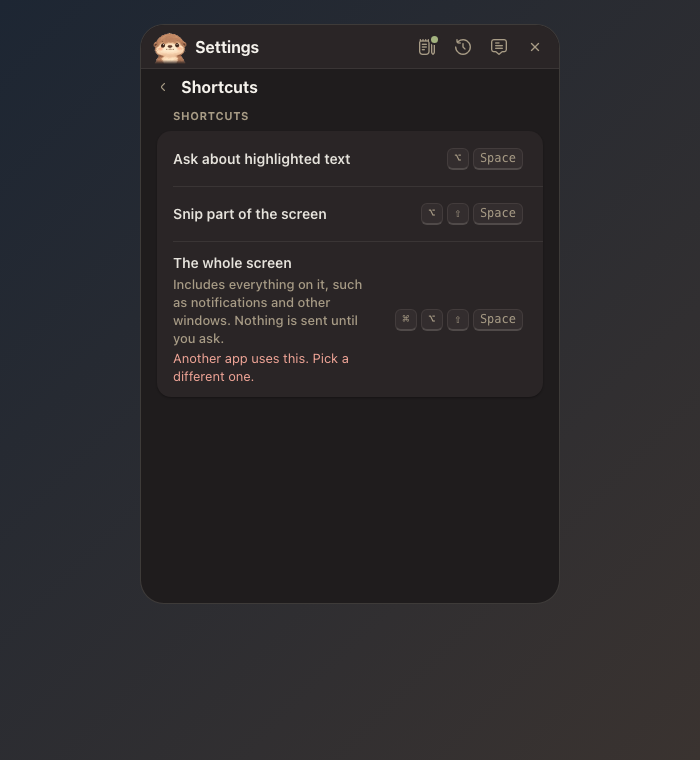 Settings
Shortcuts
SHORTCUTS
Ask about highlighted text ⌥ Space
Snip part of the screen ⌥ ⇧ Space
The whole screen
Includes everything on it, such
as notifications and other
windows. Nothing is sent until
you ask.
⌘ ⌥ ⇧ Space
Another app uses this. Pick a
different one.